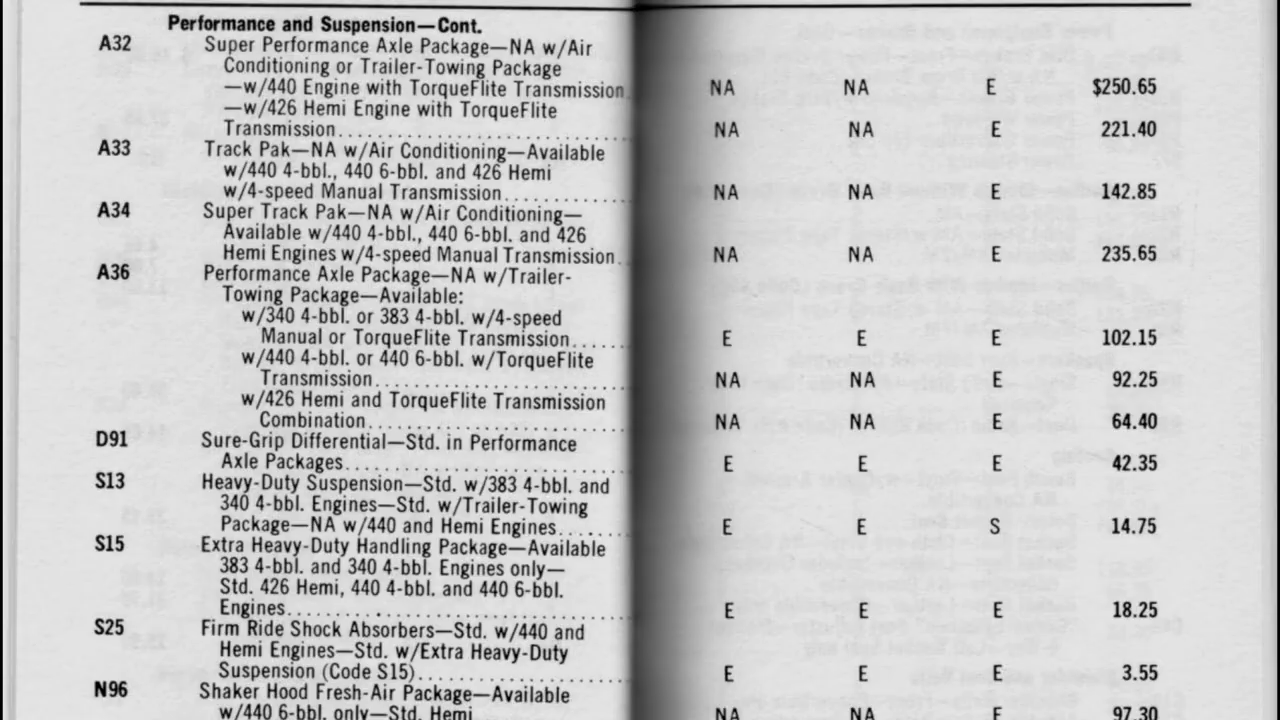 Performance and Suspension—Cont.
A32 Super Performance Axle Package—NA w/Air
Conditioning or Trailer-Towing Package
—w/440 Engine with TorqueFlite Transmission. NA NA E $250.65
—w/426 Hemi Engine with TorqueFlite
Transmission........ NA NA E 221.40
A33 Track Pak—NA w/Air Conditioning—Available
w/440 4-bbl., 440 6-bbl. and 426 Hemi
w/4-speed Manual Transmission........ NA NA E 142.85
A34 Super Track Pak—NA w/Air Conditioning—
Available w/440 4-bbl., 440 6-bbl. and 426
Hemi Engines w/4-speed Manual Transmission.. NA NA E 235.65
A36 Performance Axle Package—NA w/Trailer-
Towing Package—Available:
w/340 4-bbl. or 383 4-bbl. w/4-speed
Manual or TorqueFlite Transmission...... E E E 102.15
w/440 4-bbl. or 440 6-bbl. w/TorqueFlite
Transmission........ NA NA E 92.25
w/426 Hemi and TorqueFlite Transmission
Combination........ NA NA E 64.40
D91 Sure-Grip Differential—Std. in Performance
Axle Packages........ E E E 42.35
S13 Heavy-Duty Suspension—Std. w/383 4-bbl. and
340 4-bbl. Engines—Std. w/Trailer-Towing
Package—NA w/440 and Hemi Engines........ E E S 14.75
S15 Extra Heavy-Duty Handling Package—Available
383 4-bbl. and 340 4-bbl. Engines only—
Std. 426 Hemi, 440 4-bbl. and 440 6-bbl.
Engines........ E E E 18.25
S25 Firm Ride Shock Absorbers—Std. w/440 and
Hemi Engines—Std. w/Extra Heavy-Duty
Suspension (Code S15)........ E E E 3.55
N96 Shaker Hood Fresh-Air Package—Available
w/440 6-bbl. only—Std. Hemi........ NA NA E 97.30